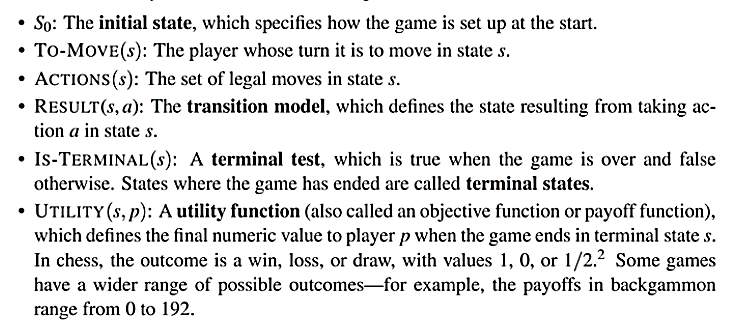 • S₀: The initial state, which specifies how the game is set up at the start.
• TO-MOVE(s): The player whose turn it is to move in state s.
• ACTIONS(s): The set of legal moves in state s.
• RESULT(s, a): The transition model, which defines the state resulting from taking ac-
tion a in state s.
• IS-TERMINAL(s): A terminal test, which is true when the game is over and false
otherwise. States where the game has ended are called terminal states.
• UTILITY(s, p): A utility function (also called an objective function or payoff function),
which defines the final numeric value to player p when the game ends in terminal state s.
In chess, the outcome is a win, loss, or draw, with values 1, 0, or 1/2.² Some games
have a wider range of possible outcomes—for example, the payoffs in backgammon
range from 0 to 192.